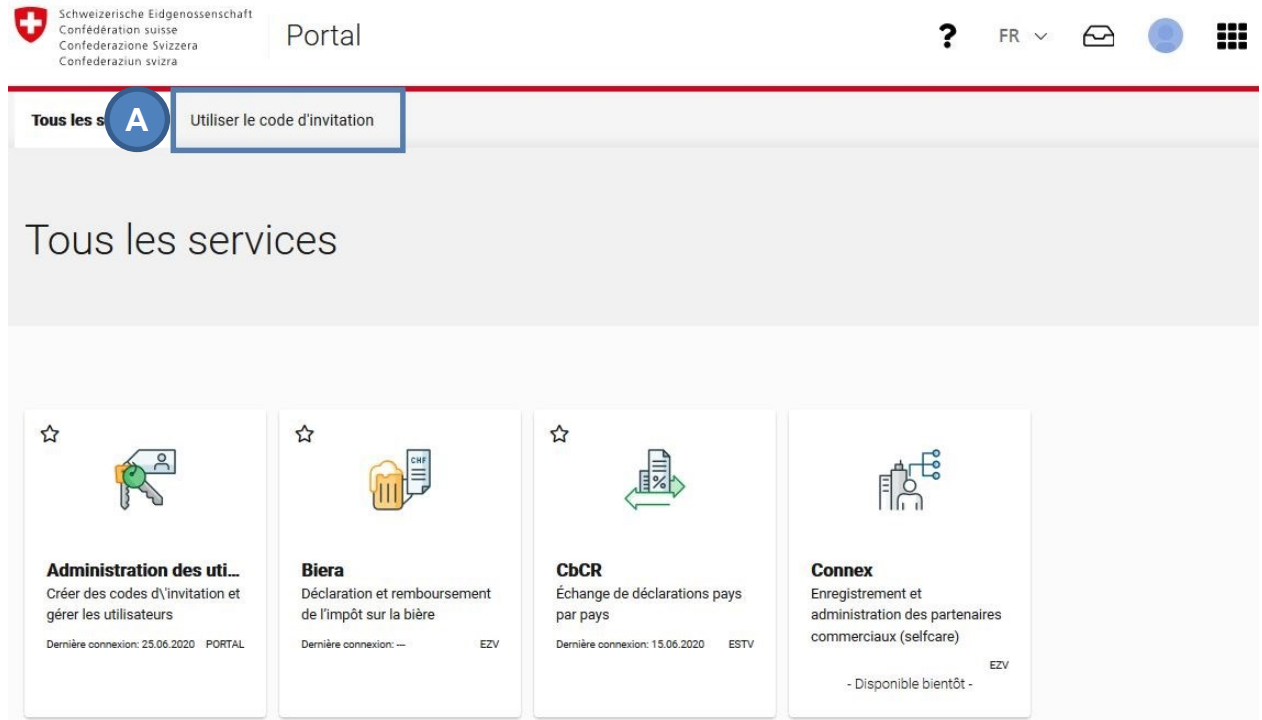 Schweizerische Eidgenossenschaft
Confédération suisse
Confederazione Svizzera
Confederaziun svizra
Portal
? FR
Tous les s
A
Utiliser le code d'invitation
Tous les services
Administration des uti...
Créer des codes d\'invitation et
gérer les utilisateurs
Dernière connexion: 25.06.2020 PORTAL
CHF
Biera
Déclaration et remboursement
de l'impôt sur la bière
Dernière connexion: --- EZV
%
CbCR
Échange de déclarations pays
par pays
Dernière connexion: 15.06.2020 ESTV
Connex
Enregistrement et
administration des partenaires
commerciaux (selfcare)
EZV
- Disponible bientôt -